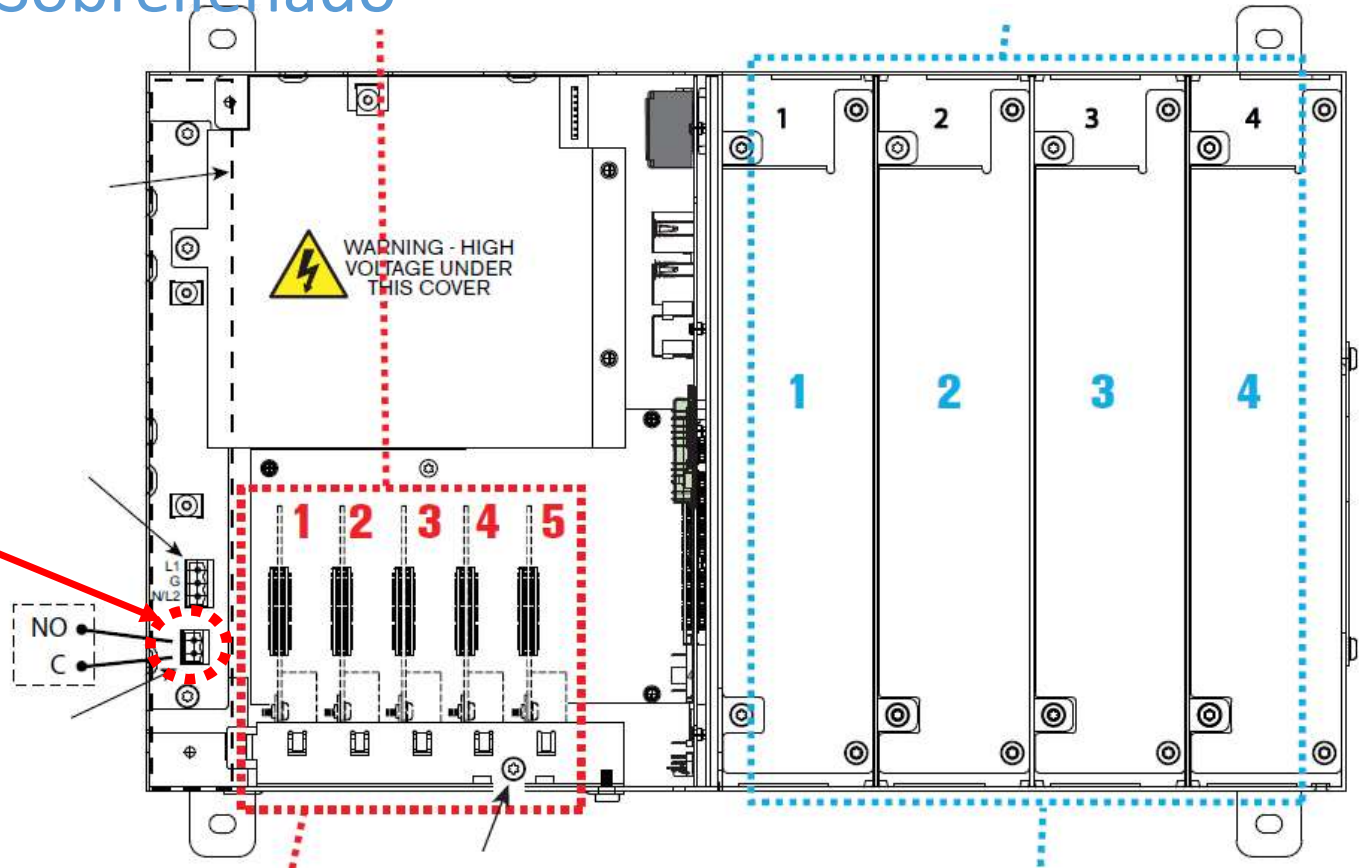 Sobrellenado
1 2 3 4
WARNING - HIGH
VOLTAGE UNDER
THIS COVER
1 2 3 4
1 2 3 4 5
L1
G
N/L2
NO
C